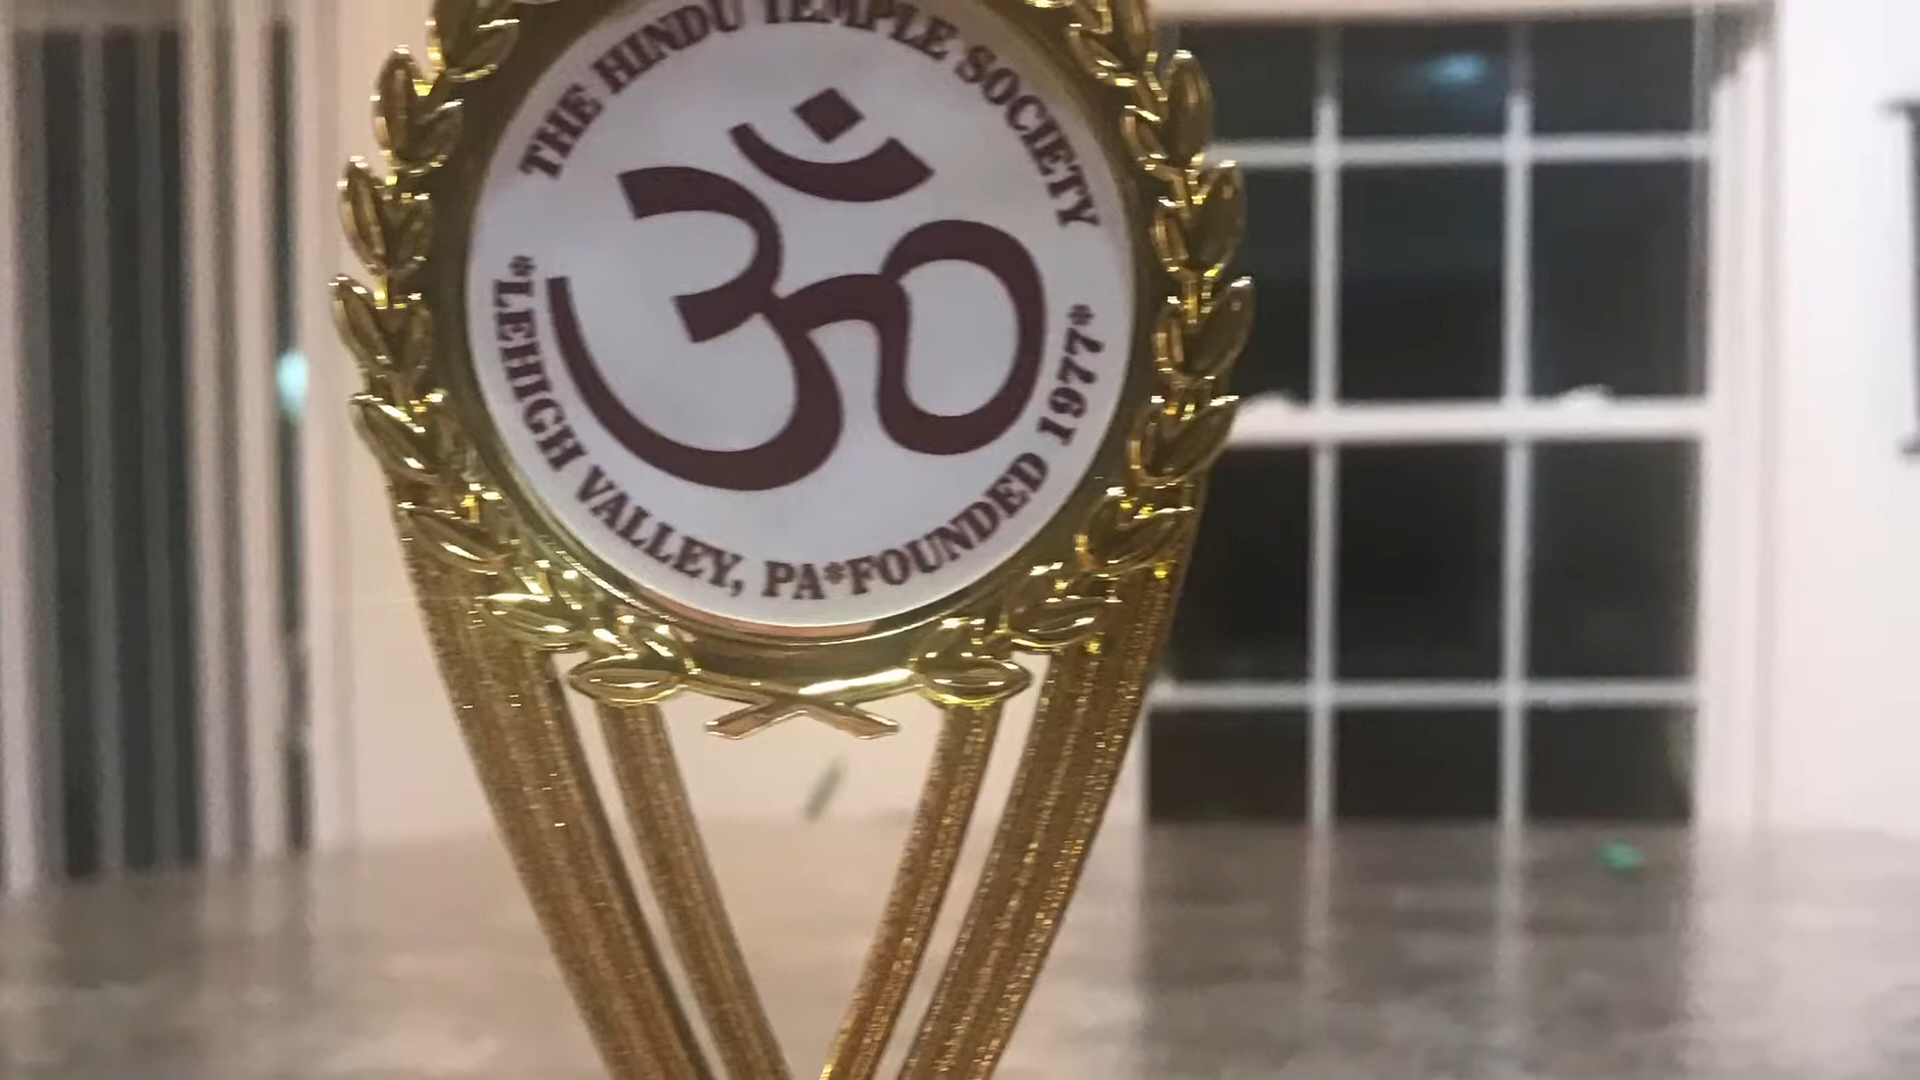 THE HINDU TEMPLE SOCIETY
ॐ
*LEHIGH VALLEY, PA*FOUNDED 1977*